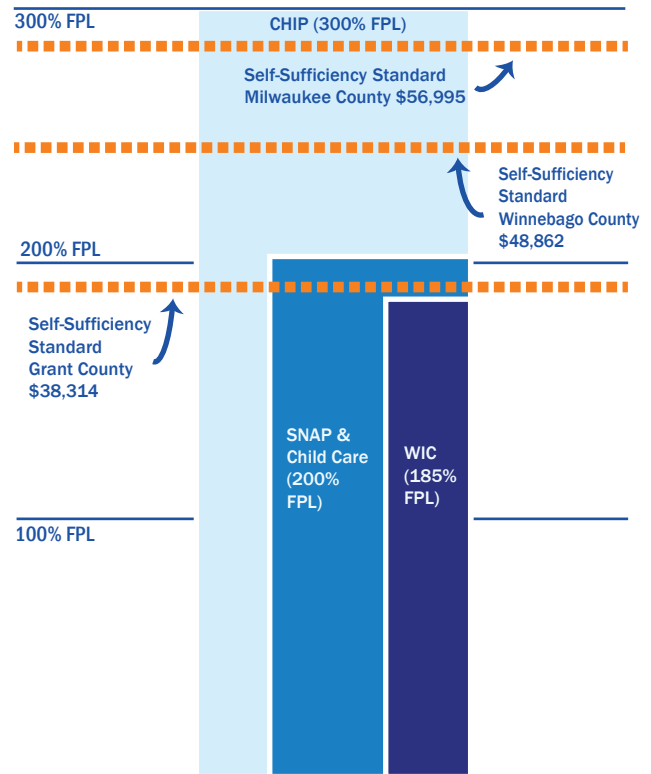 300% FPL
CHIP (300% FPL)
Self-Sufficiency Standard
Milwaukee County $56,995
Self-Sufficiency
Standard
Winnebago County
$48,862
200% FPL
Self-Sufficiency
Standard
Grant County
$38,314
SNAP &
Child Care
(200%
FPL)
WIC
(185%
FPL)
100% FPL